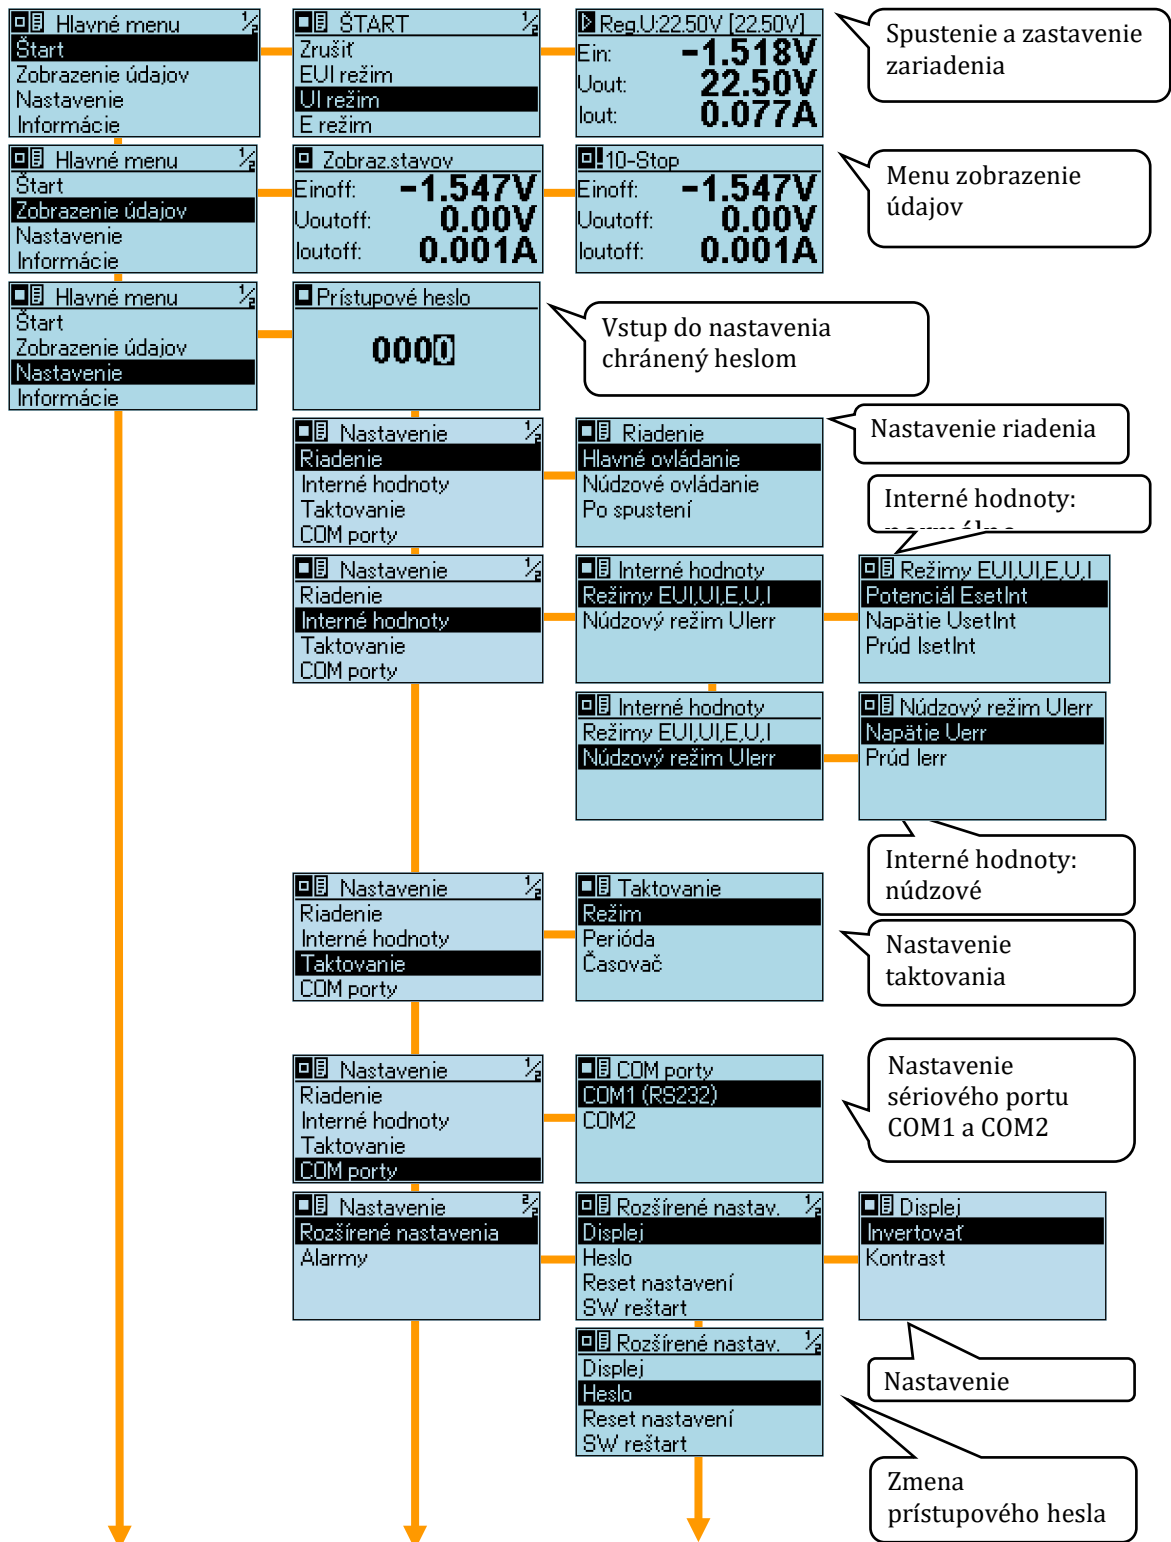 Hlavné menu 1/2
Štart
Zobrazenie údajov
Nastavenie
Informácie
ŠTART 1/2
Zrušiť
EUI režim
UI režim
E režim
Reg.U:22.50V [22.50V]
Ein: -1.518V
Uout: 22.50V
Iout: 0.077A
Spustenie a zastavenie
zariadenia
Hlavné menu 1/2
Štart
Zobrazenie údajov
Nastavenie
Informácie
Zobraz.stavov
Einoff: -1.547V
Uoutoff: 0.00V
Ioutoff: 0.001A
10-Stop
Einoff: -1.547V
Uoutoff: 0.00V
Ioutoff: 0.001A
Menu zobrazenie
údajov
Hlavné menu 1/2
Štart
Zobrazenie údajov
Nastavenie
Informácie
Prístupové heslo
0000
Vstup do nastavenia
chránený heslom
Nastavenie 1/2
Riadenie
Interné hodnoty
Taktovanie
COM porty
Riadenie
Hlavné ovládanie
Núdzové ovládanie
Po spustení
Nastavenie riadenia
Interné hodnoty:
Nastavenie 1/2
Riadenie
Interné hodnoty
Taktovanie
COM porty
Interné hodnoty
Režimy EUI,UI,E,U,I
Núdzový režim UIerr
Režimy EUI,UI,E,U,I
Potenciál EsetInt
Napätie UsetInt
Prúd IsetInt
Interné hodnoty
Režimy EUI,UI,E,U,I
Núdzový režim UIerr
Núdzový režim UIerr
Napätie Uerr
Prúd Ierr
Interné hodnoty:
núdzové
Nastavenie 1/2
Riadenie
Interné hodnoty
Taktovanie
COM porty
Taktovanie
Režim
Perióda
Časovač
Nastavenie
taktovania
Nastavenie 1/2
Riadenie
Interné hodnoty
Taktovanie
COM porty
COM porty
COM1 (RS232)
COM2
Nastavenie
sériového portu
COM1 a COM2
Nastavenie 2/2
Rozšírené nastavenia
Alarmy
Rozšírené nastav. 1/2
Displej
Heslo
Reset nastavení
SW reštart
Displej
Invertovať
Kontrast
Nastavenie
Rozšírené nastav. 1/2
Displej
Heslo
Reset nastavení
SW reštart
Zmena
prístupového hesla